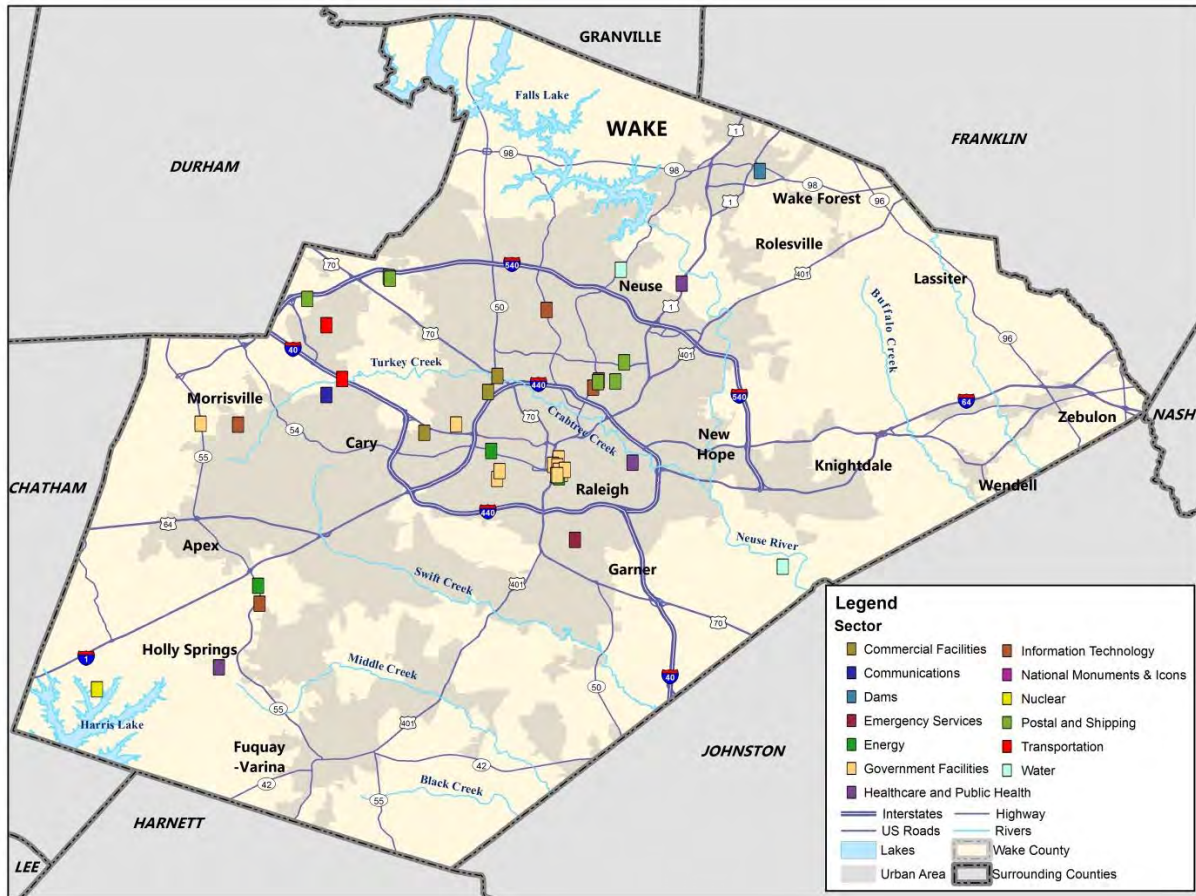 GRANVILLE
Falls Lake
WAKE
FRANKLIN
DURHAM
1
98
98
98
96
1
Wake Forest
Rolesville
70
540
401
Lassiter
Neuse
50
1
Buffalo Creek
70
40
401
96
Turkey Creek
440
540
64
Morrisville
70
Crabtree Creek
Zebulon
NASH
54
Cary
New
Hope
Knightdale
55
CHATHAM
Wendell
Raleigh
440
64
Apex
Neuse River
Garner
Swift Creek
401
70
Holly Springs
1
Middle Creek
40
50
Harris Lake
55
401
JOHNSTON
Fuquay
-Varina
42
42
Black Creek
55
HARNETT
LEE
Legend
Sector
Commercial Facilities
Information Technology
Communications
National Monuments & Icons
Dams
Nuclear
Emergency Services
Postal and Shipping
Energy
Transportation
Government Facilities
Water
Healthcare and Public Health
Interstates
Highway
US Roads
Rivers
Lakes
Wake County
Urban Area
Surrounding Counties